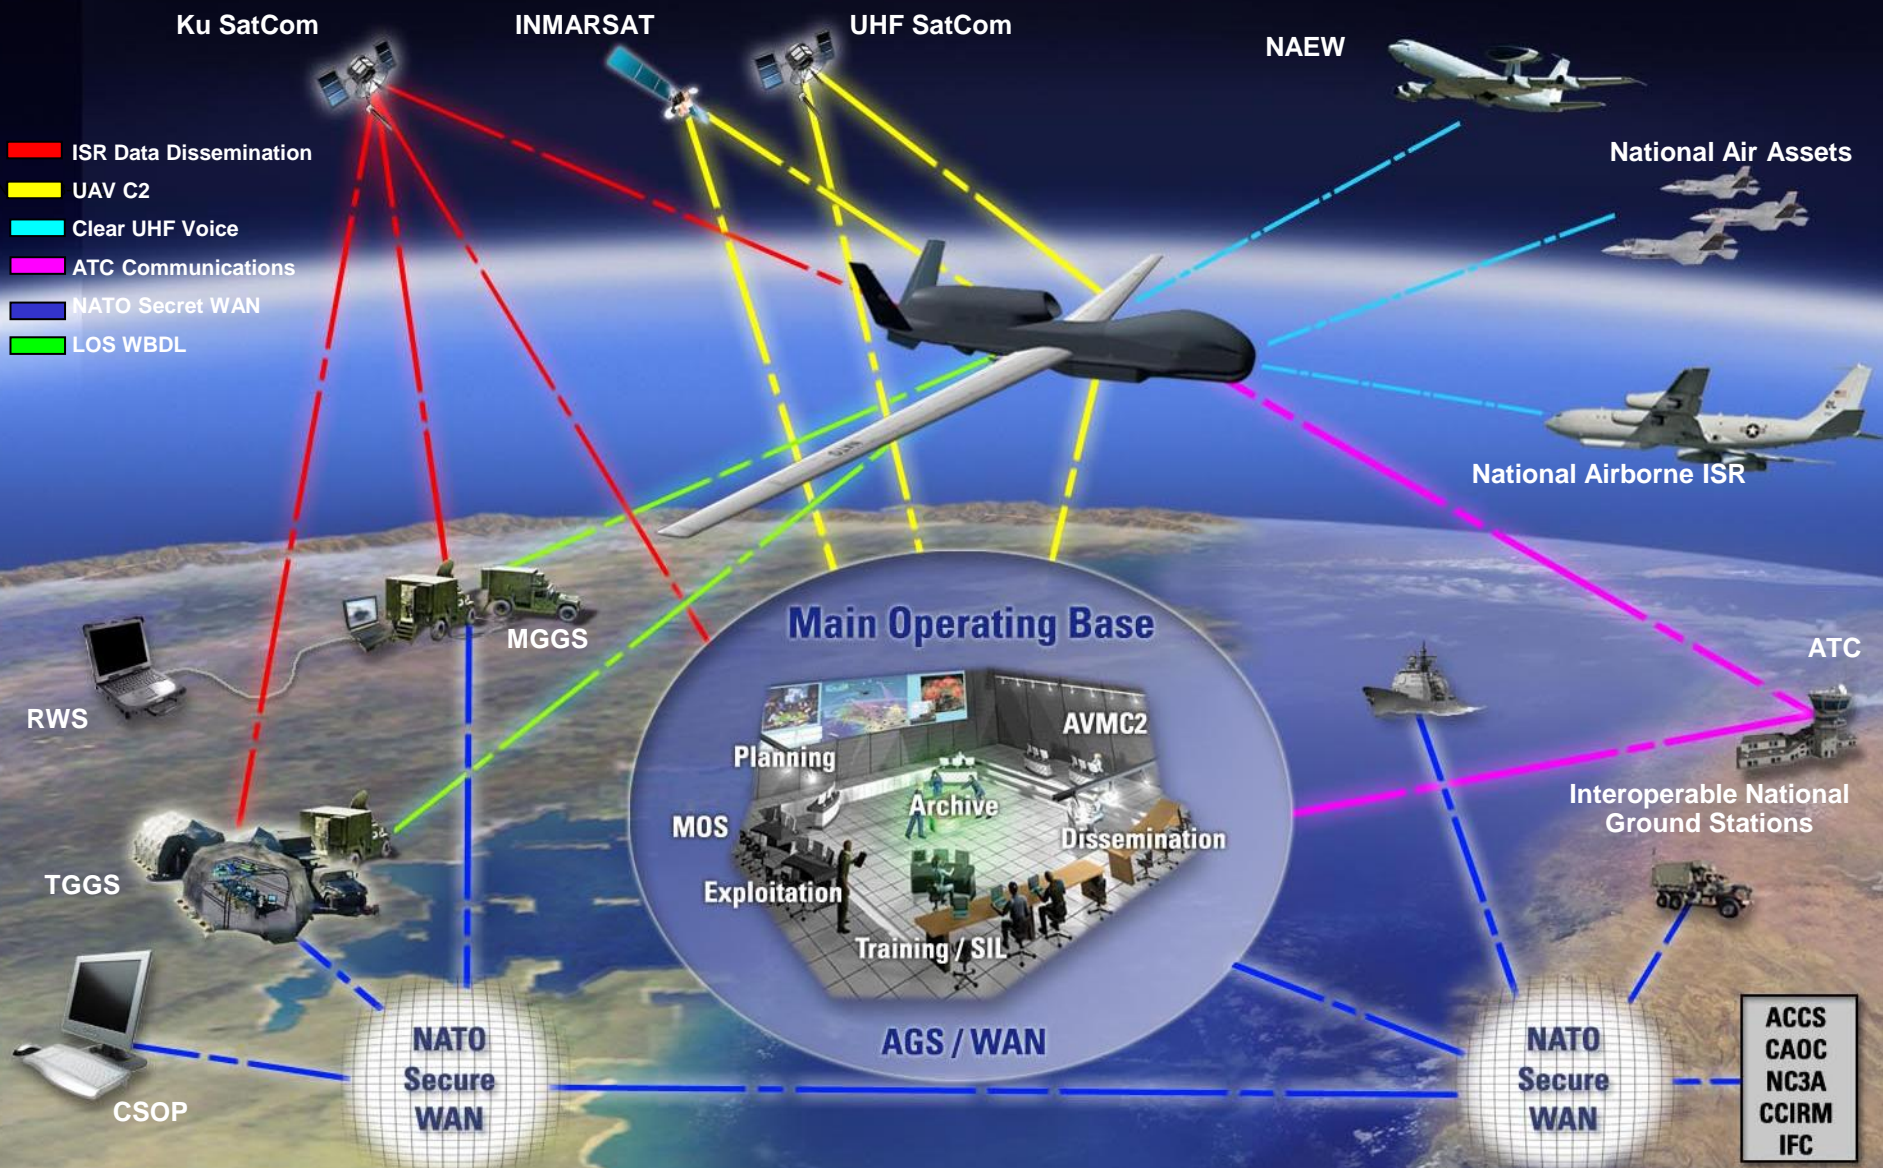 Ku SatCom
INMARSAT
UHF SatCom
NAEW
National Air Assets
ISR Data Dissemination
UAV C2
Clear UHF Voice
ATC Communications
NATO Secret WAN
LOS WBDL
NATO
National Airborne ISR
Main Operating Base
MGGS
RWS
ATC
AVMC2
Planning
Archive
MOS
Dissemination
Exploitation
Training / SIL
AGS / WAN
Interoperable National
Ground Stations
TGGS
CSOP
NATO
Secure
WAN
NATO
Secure
WAN
ACCS
CAOC
NC3A
CCIRM
IFC